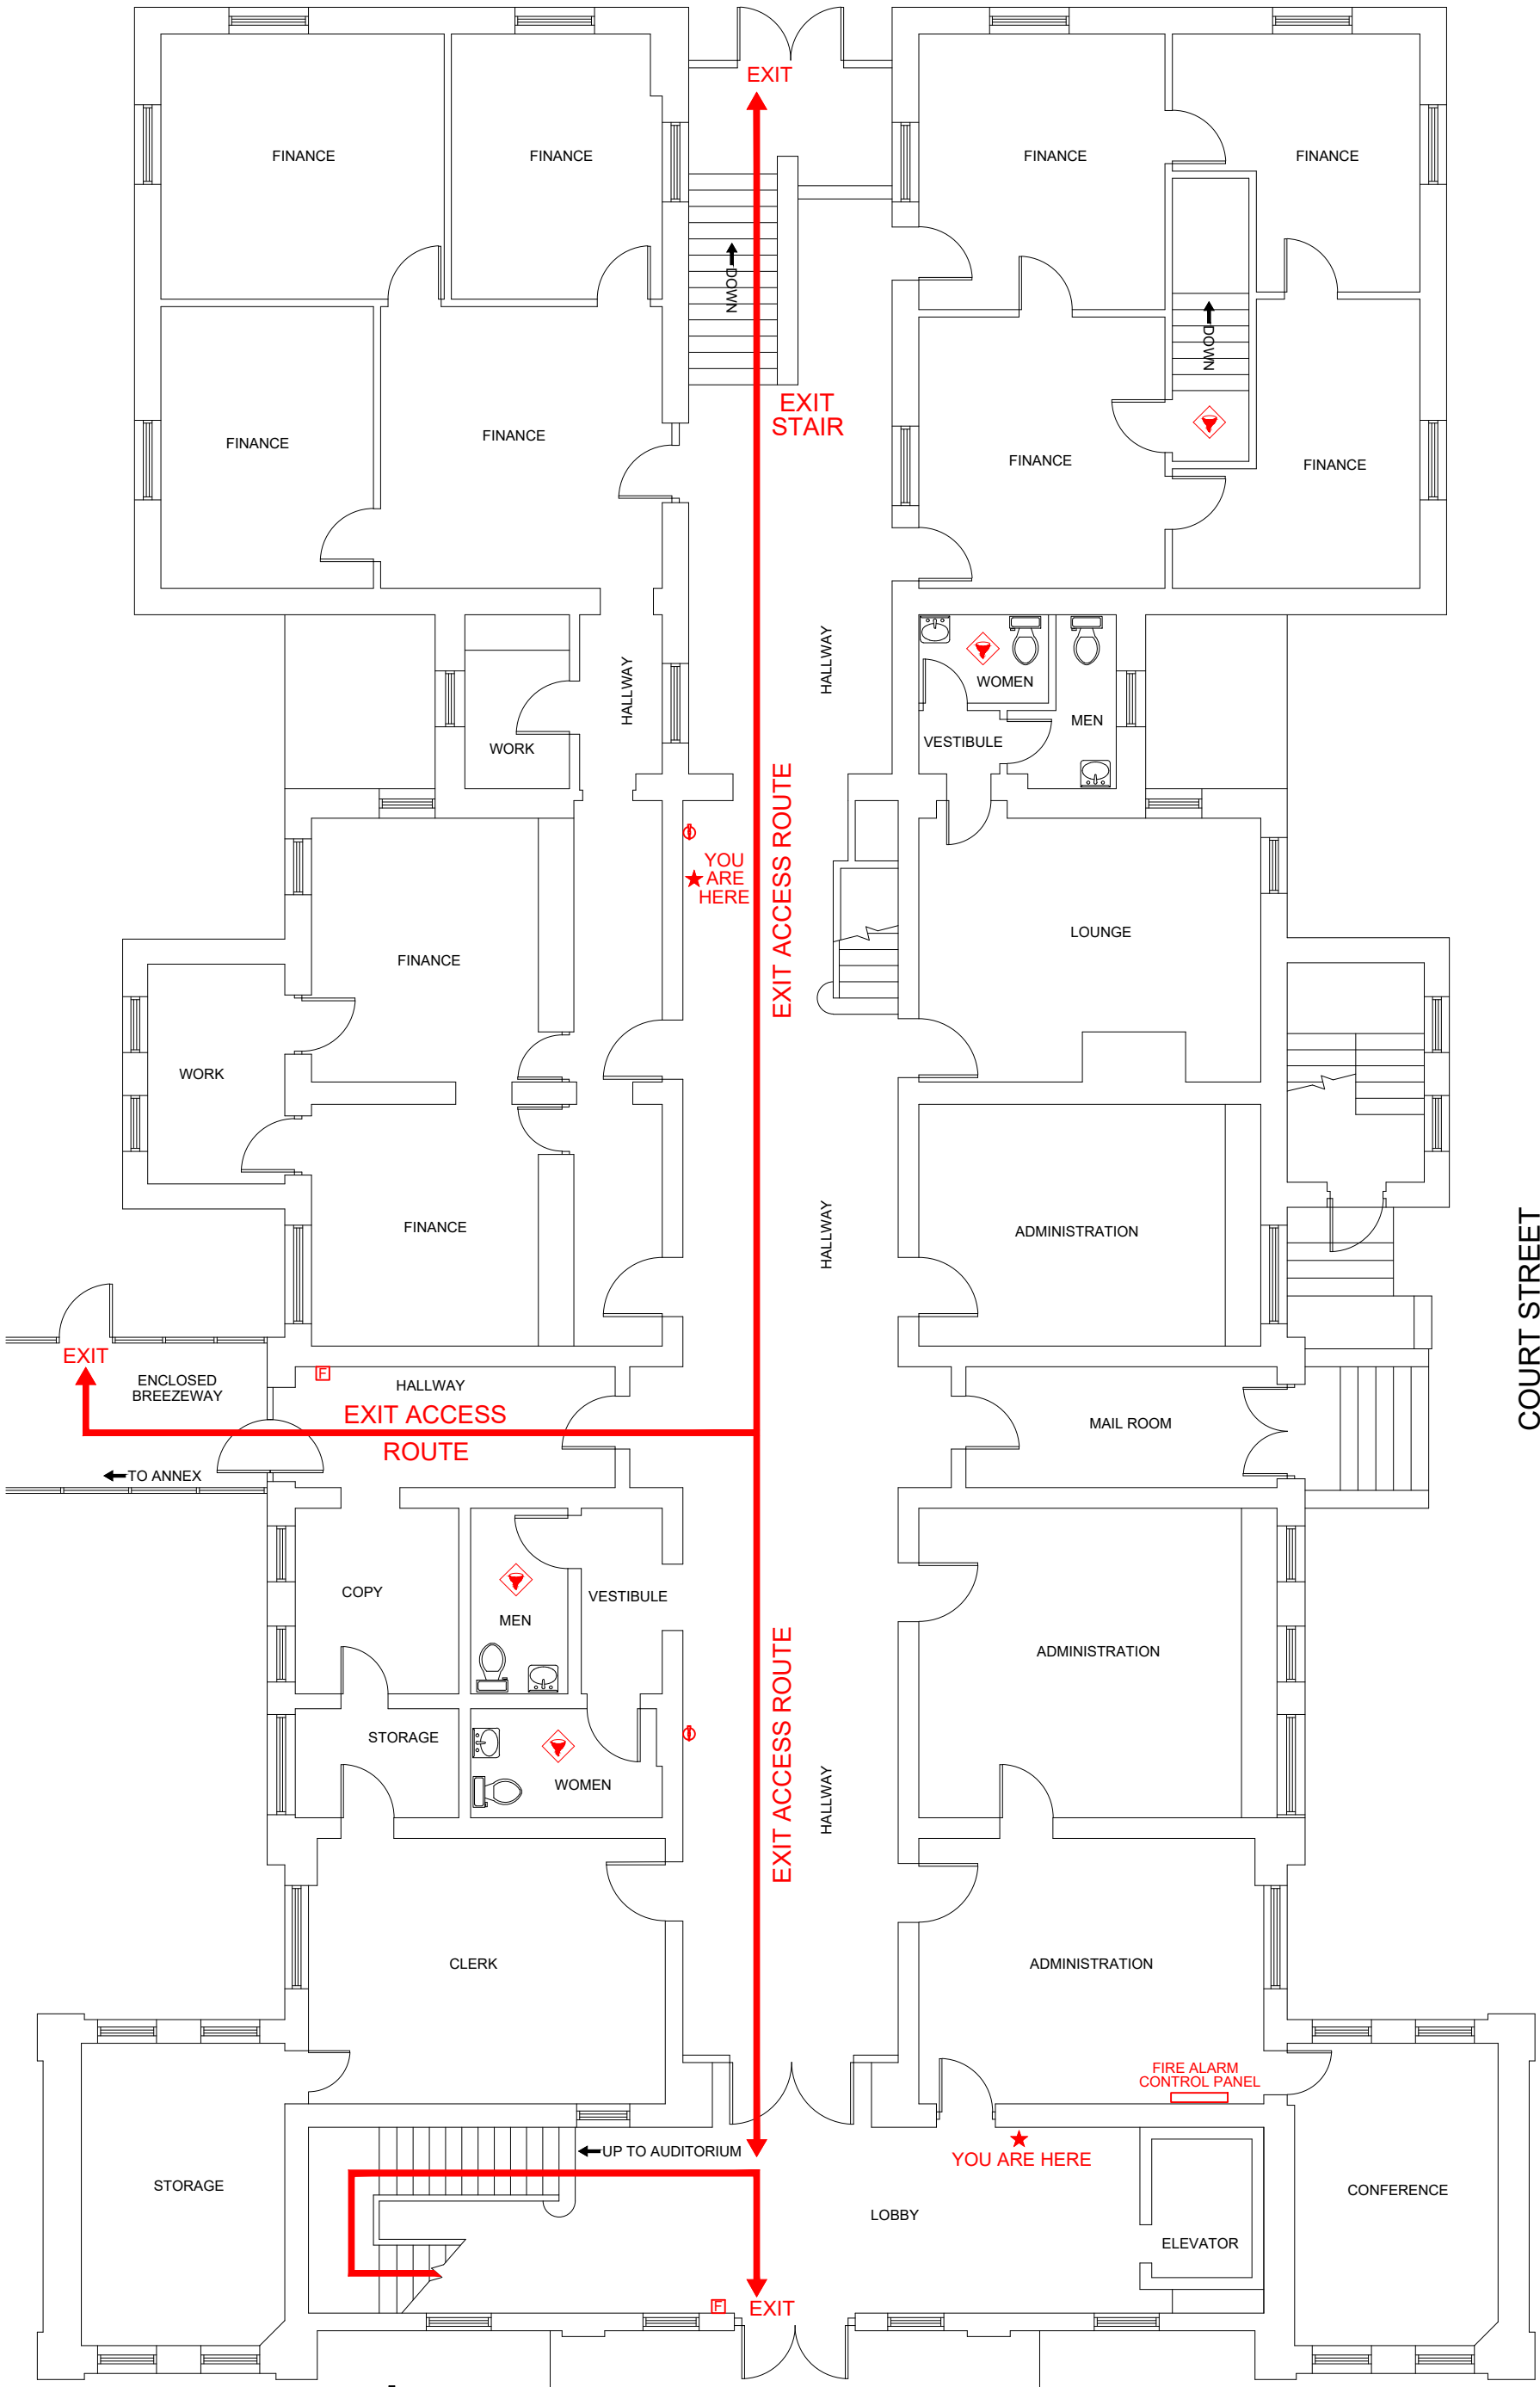 EXIT
FINANCE
FINANCE
FINANCE
FINANCE
DOWN
DOWN
EXIT
STAIR
FINANCE
FINANCE
FINANCE
FINANCE
HALLWAY
HALLWAY
WOMEN
MEN
VESTIBULE
WORK
EXIT ACCESS ROUTE
YOU
ARE
HERE
LOUNGE
FINANCE
WORK
FINANCE
HALLWAY
ADMINISTRATION
COURT STREET
EXIT
ENCLOSED
BREEZEWAY
F
HALLWAY
EXIT ACCESS
ROUTE
MAIL ROOM
TO ANNEX
COPY
MEN
VESTIBULE
ADMINISTRATION
EXIT ACCESS ROUTE
STORAGE
WOMEN
HALLWAY
CLERK
ADMINISTRATION
FIRE ALARM
CONTROL PANEL
UP TO AUDITORIUM
YOU ARE HERE
STORAGE
CONFERENCE
LOBBY
ELEVATOR
F
EXIT